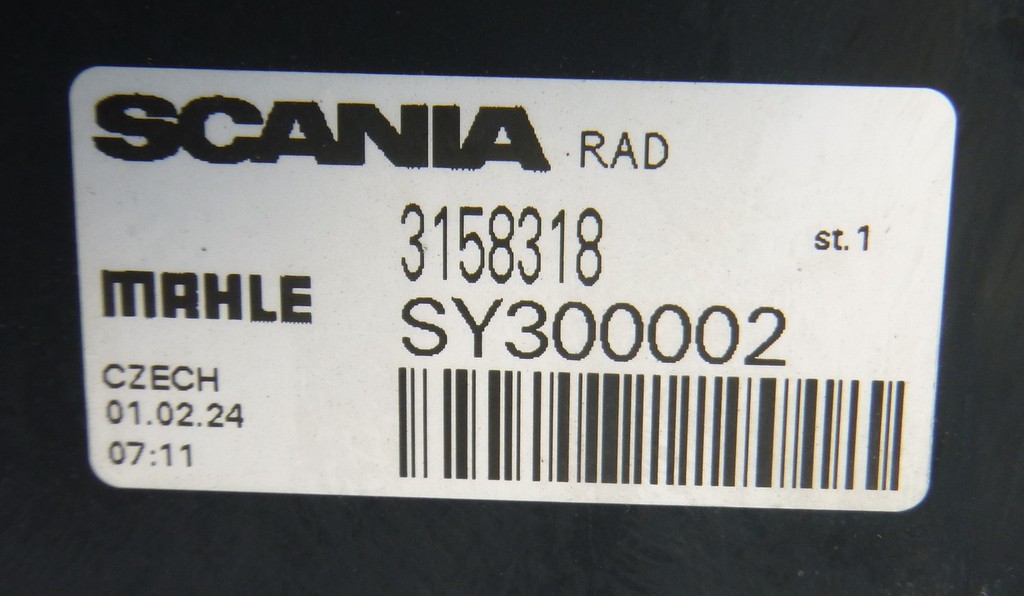 SCANIA RAD
3158318
st. 1
SY300002
MAHLE
CZECH
01.02.24
07:11